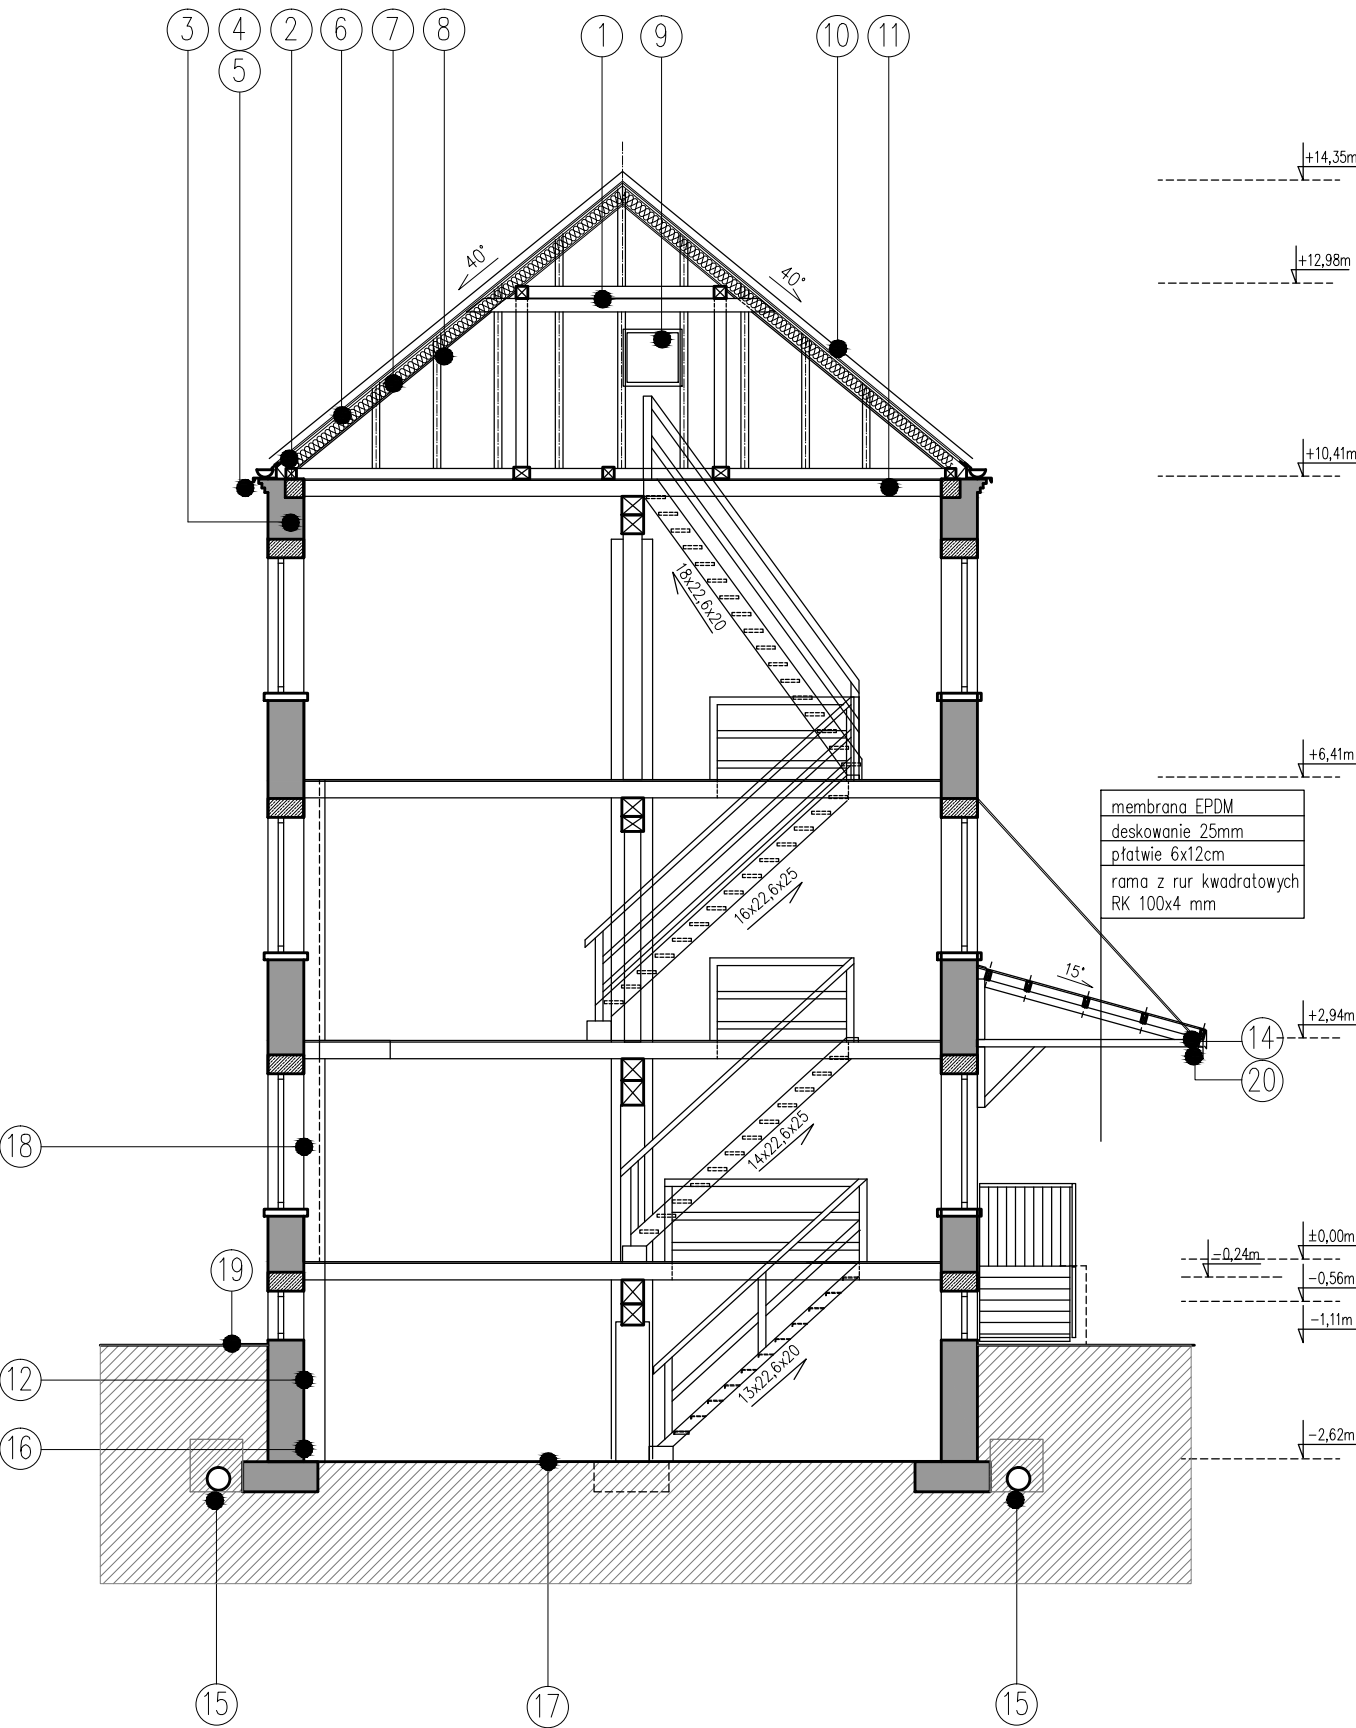 3 4 2 6 7 8 1 9 10 11
5
+14,35m
40°
40°
+12,98m
+10,41m
18x22,6x20
+6,41m
membrana EPDM
deskowanie 25mm
płatwie 6x12cm
rama z rur kwadratowych
RK 100x4 mm
16x22,6x25
15°
+2,94m
14
20
18
14x22,6x25
±0,00m
-0,24m
-0,56m
-1,11m
19
12
13x22,6x20
16
-2,62m
15
17
15